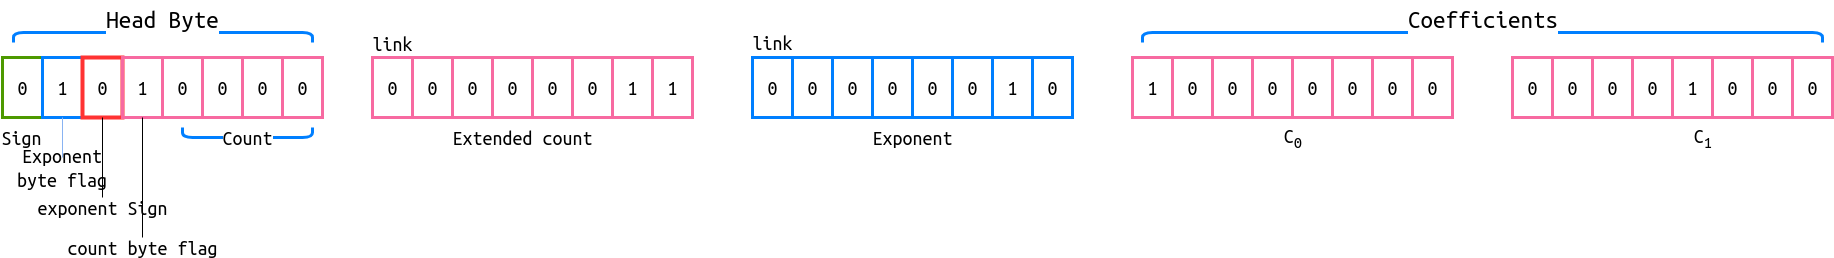 Head Byte
Coefficients
link
link
0 1 0 1 0 0 0 0
0 0 0 0 0 0 1 1
0 0 0 0 0 0 1 0
1 0 0 0 0 0 0 0
0 0 0 0 1 0 0 0
Sign
Count
Extended count
Exponent
C0
C1
Exponent
byte flag
exponent Sign
count byte flag